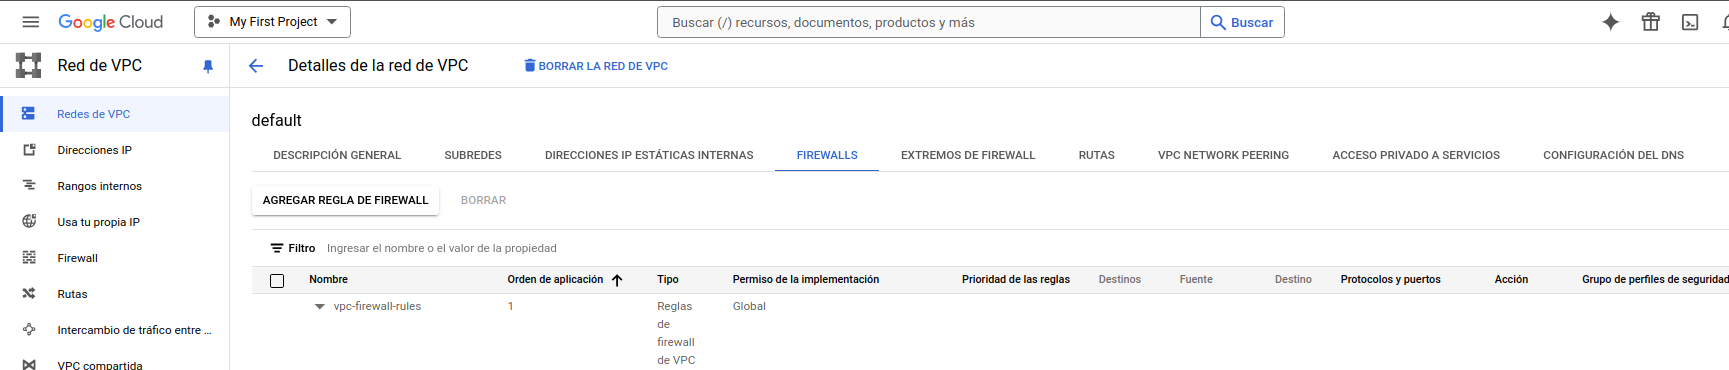 Google Cloud
My First Project
Buscar (/) recursos, documentos, productos y más
Buscar
Red de VPC
Detalles de la red de VPC
BORRAR LA RED DE VPC
Redes de VPC
Direcciones IP
Rangos internos
Usa tu propia IP
Firewall
Rutas
Intercambio de tráfico entre ...
VPC compartida
default
DESCRIPCIÓN GENERAL
SUBREDES
DIRECCIONES IP ESTÁTICAS INTERNAS
FIREWALLS
EXTREMOS DE FIREWALL
RUTAS
VPC NETWORK PEERING
ACCESO PRIVADO A SERVICIOS
CONFIGURACIÓN DEL DNS
AGREGAR REGLA DE FIREWALL
BORRAR
Filtro
Ingresar el nombre o el valor de la propiedad
Nombre
Orden de aplicación
Tipo
Permiso de la implementación
Prioridad de las reglas
Destinos
Fuente
Destino
Protocolos y puertos
Acción
Grupo de perfiles de seguridad
vpc-firewall-rules
1
Reglas
de
firewall
de VPC
Global